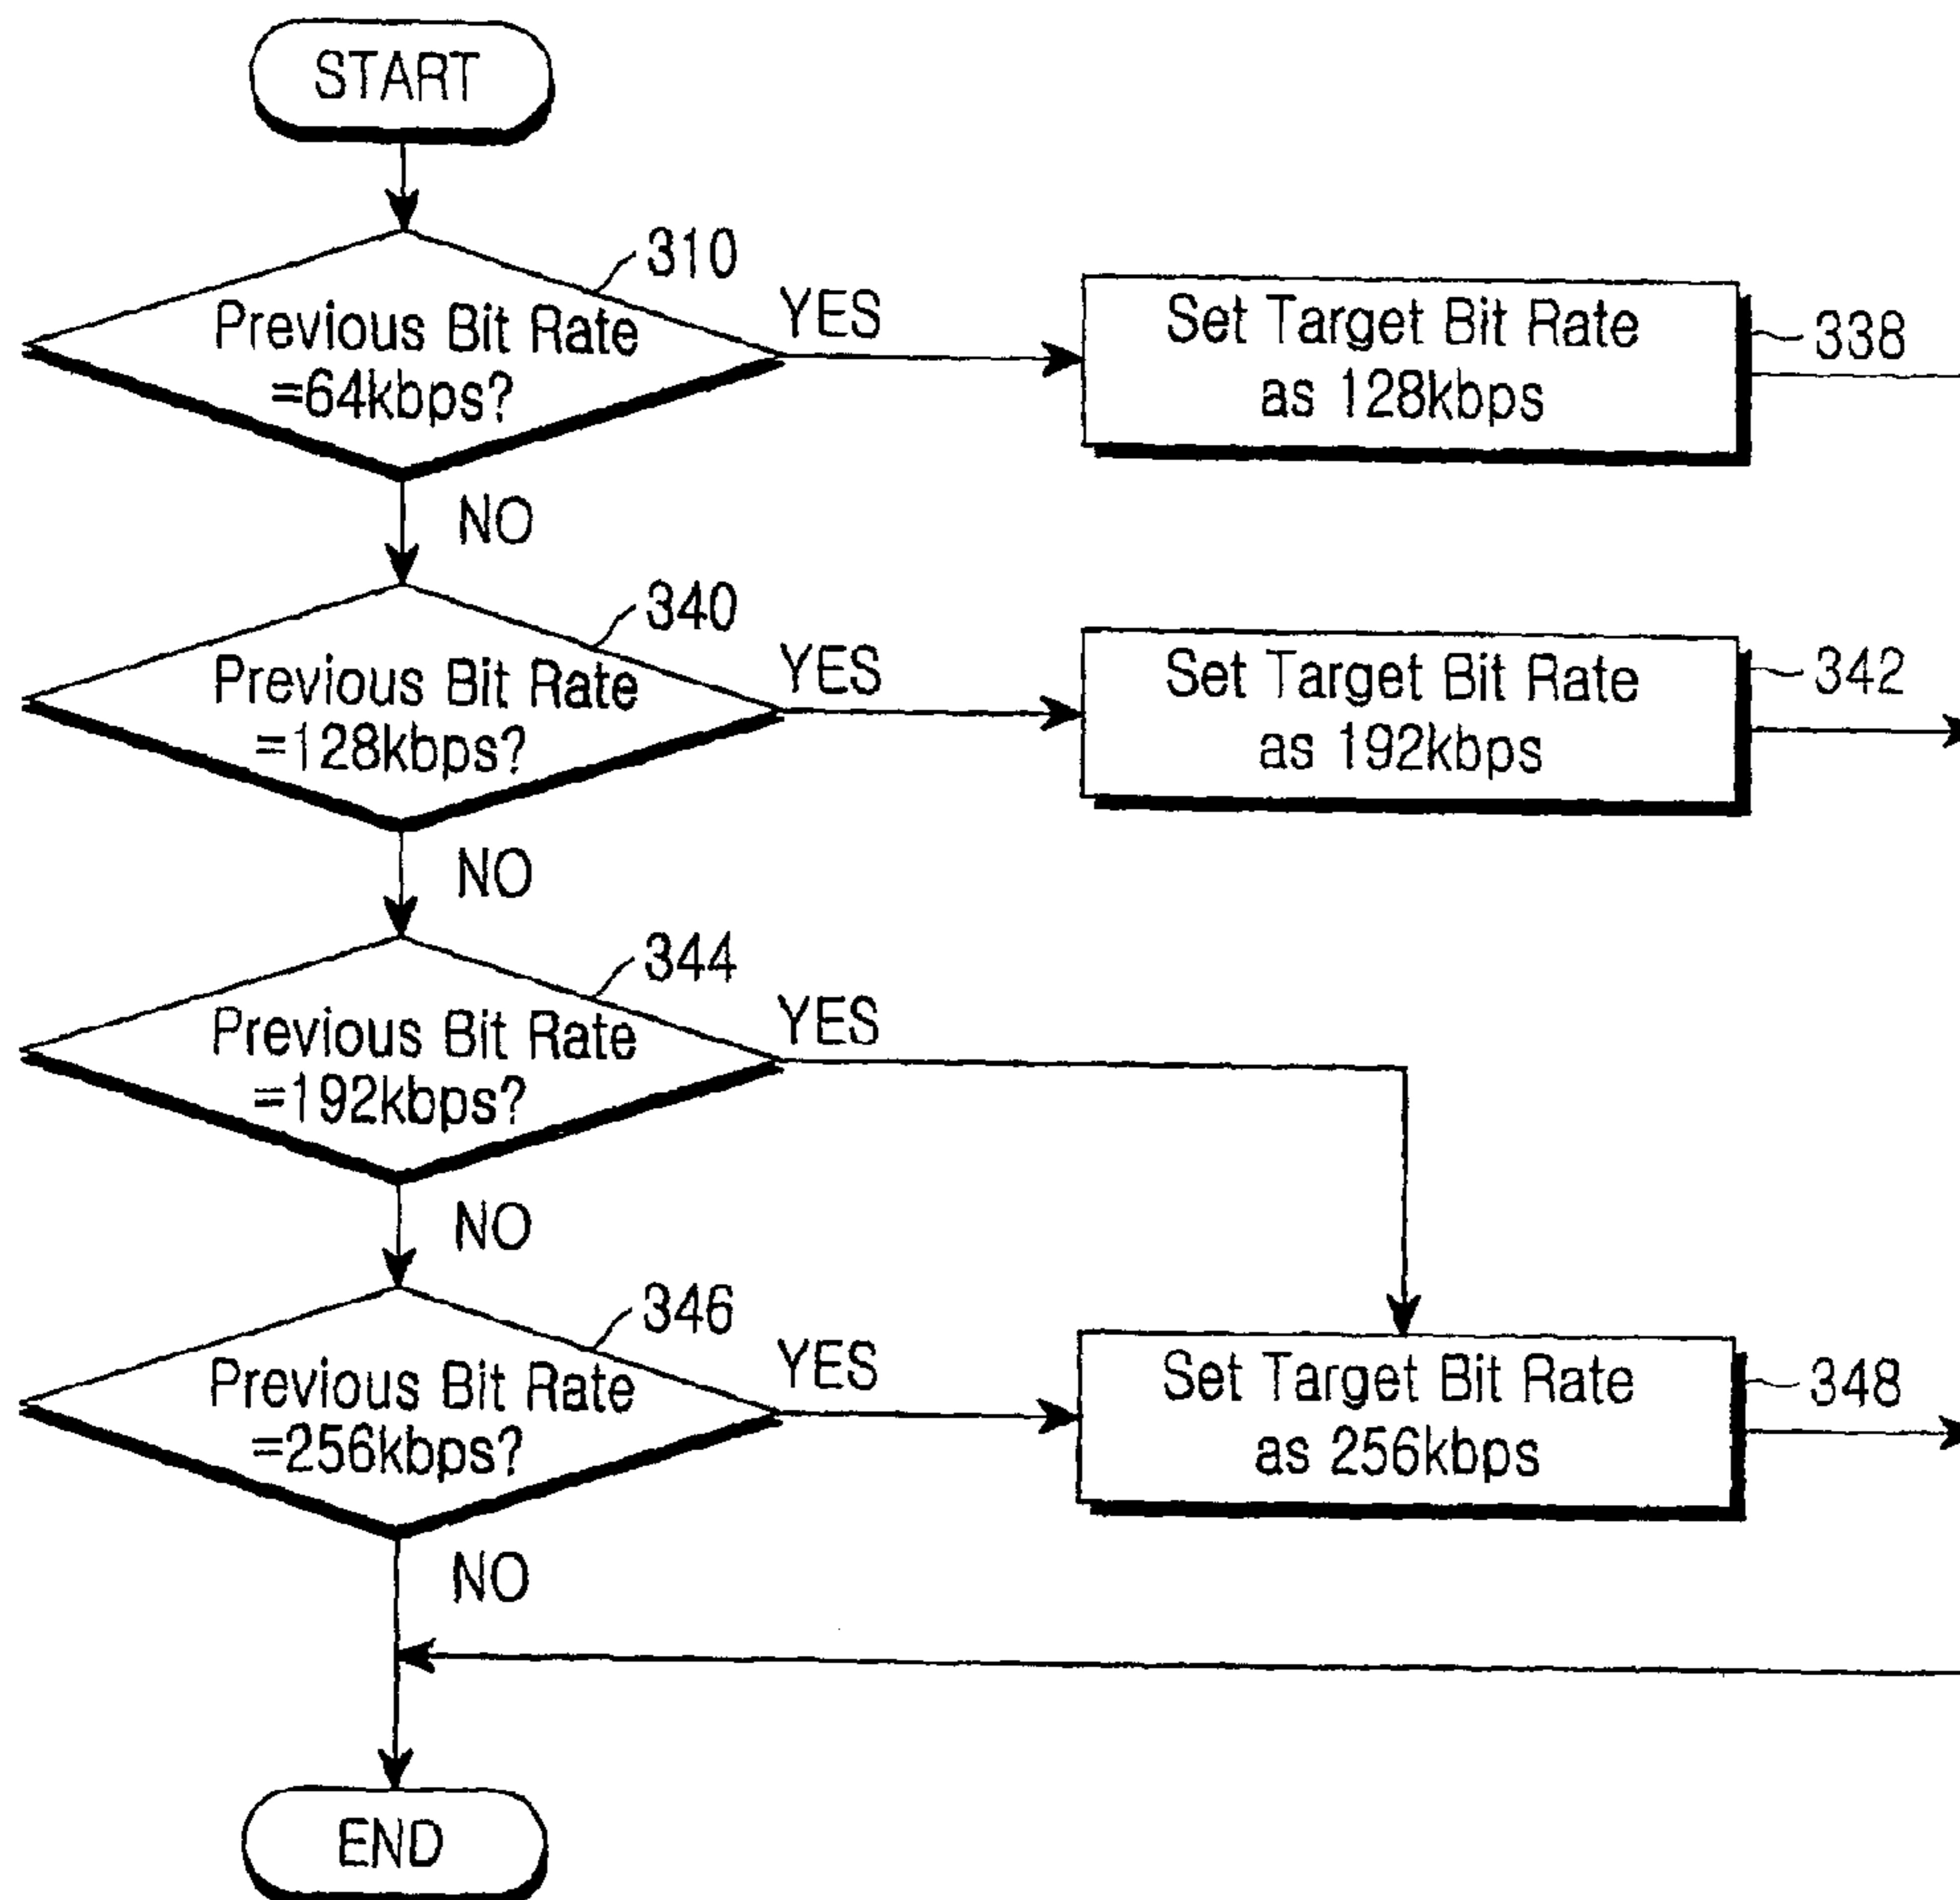 START
310
Previous Bit Rate
=64kbps?
YES
Set Target Bit Rate
as 128kbps
338
NO
340
Previous Bit Rate
=128kbps?
YES
Set Target Bit Rate
as 192kbps
342
NO
344
Previous Bit Rate
=192kbps?
YES
NO
346
Previous Bit Rate
=256kbps?
YES
Set Target Bit Rate
as 256kbps
348
NO
END